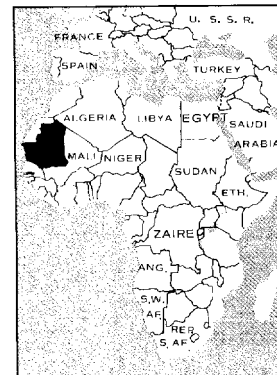 U. S. S. R.
FRANCE
SPAIN
TURKEY
ALGERIA
LIBYA
EGYPT
SAUDI
ARABIA
MALI
NIGER
SUDAN
ETH.
ZAIRE
ANG.
S.W.
AF.
REP.
S. AF.